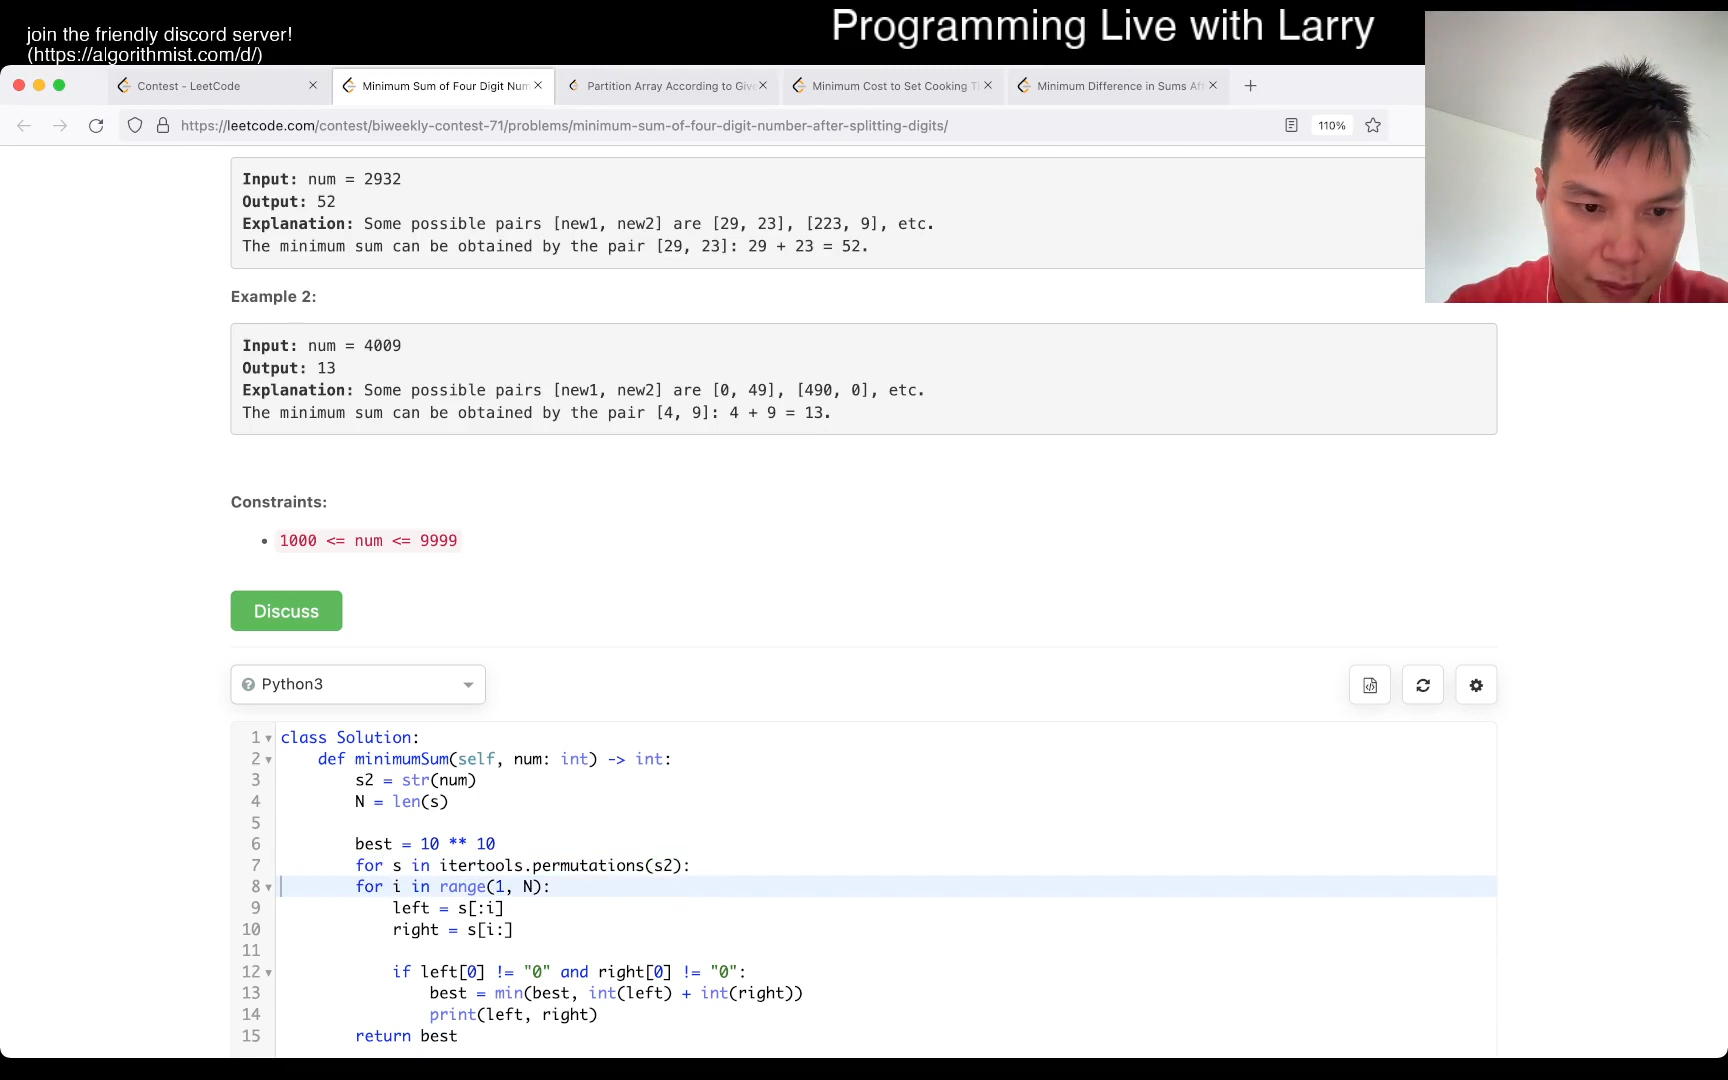 join the friendly discord server!
(https://algorithmist.com/d/)
Programming Live with Larry
Contest - LeetCode
Minimum Sum of Four Digit Num
Partition Array According to Giv
Minimum Cost to Set Cooking T
Minimum Difference in Sums Af
https://leetcode.com/contest/biweekly-contest-71/problems/minimum-sum-of-four-digit-number-after-splitting-digits/
110%
Input: num = 2932
Output: 52
Explanation: Some possible pairs [new1, new2] are [29, 23], [223, 9], etc.
The minimum sum can be obtained by the pair [29, 23]: 29 + 23 = 52.
Example 2:
Input: num = 4009
Output: 13
Explanation: Some possible pairs [new1, new2] are [0, 49], [490, 0], etc.
The minimum sum can be obtained by the pair [4, 9]: 4 + 9 = 13.
Constraints:
• 1000 <= num <= 9999
Discuss
Python3
1 class Solution:
2 def minimumSum(self, num: int) -> int:
3 s2 = str(num)
4 N = len(s)
5
6 best = 10 ** 10
7 for s in itertools.permutations(s2):
8 for i in range(1, N):
9 left = s[:i]
10 right = s[i:]
11
12 if left[0] != "0" and right[0] != "0":
13 best = min(best, int(left) + int(right))
14 print(left, right)
15 return best